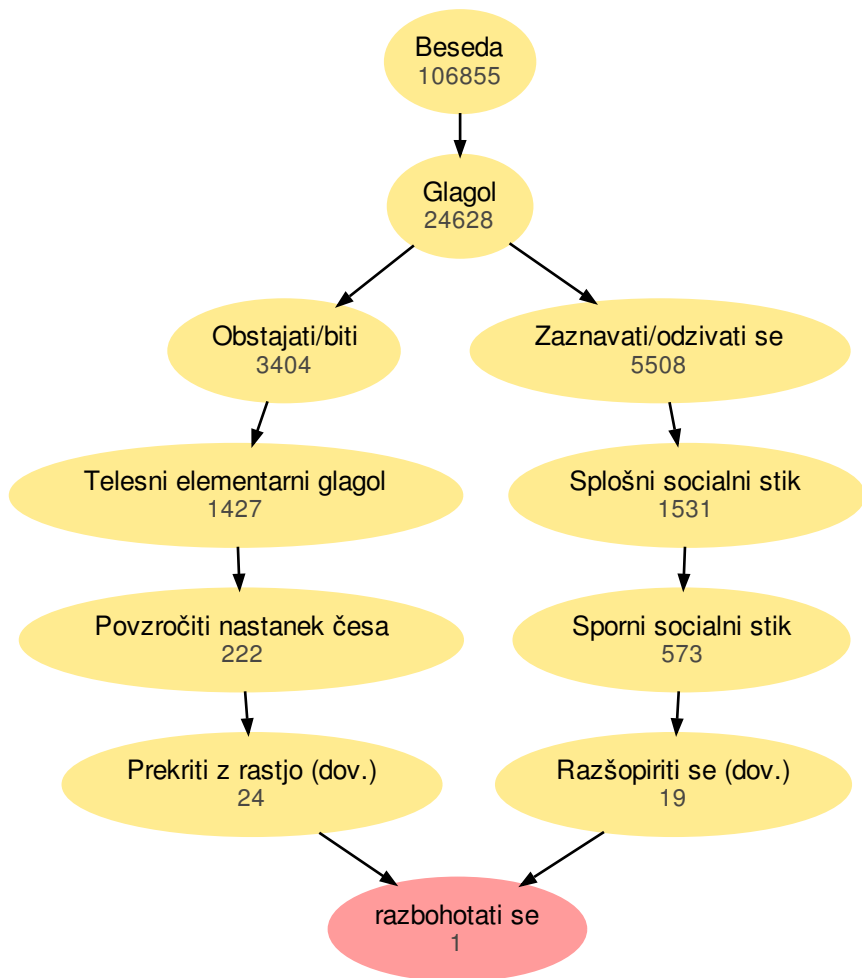 Beseda
106855
Glagol
24628
Obstajati/biti
3404
Zaznavati/odzivati se
5508
Telesni elementarni glagol
1427
Splošni socialni stik
1531
Povzročiti nastanek česa
222
Sporni socialni stik
573
Prekriti z rastjo (dov.)
24
Razšopiriti se (dov.)
19
razbohotati se
1